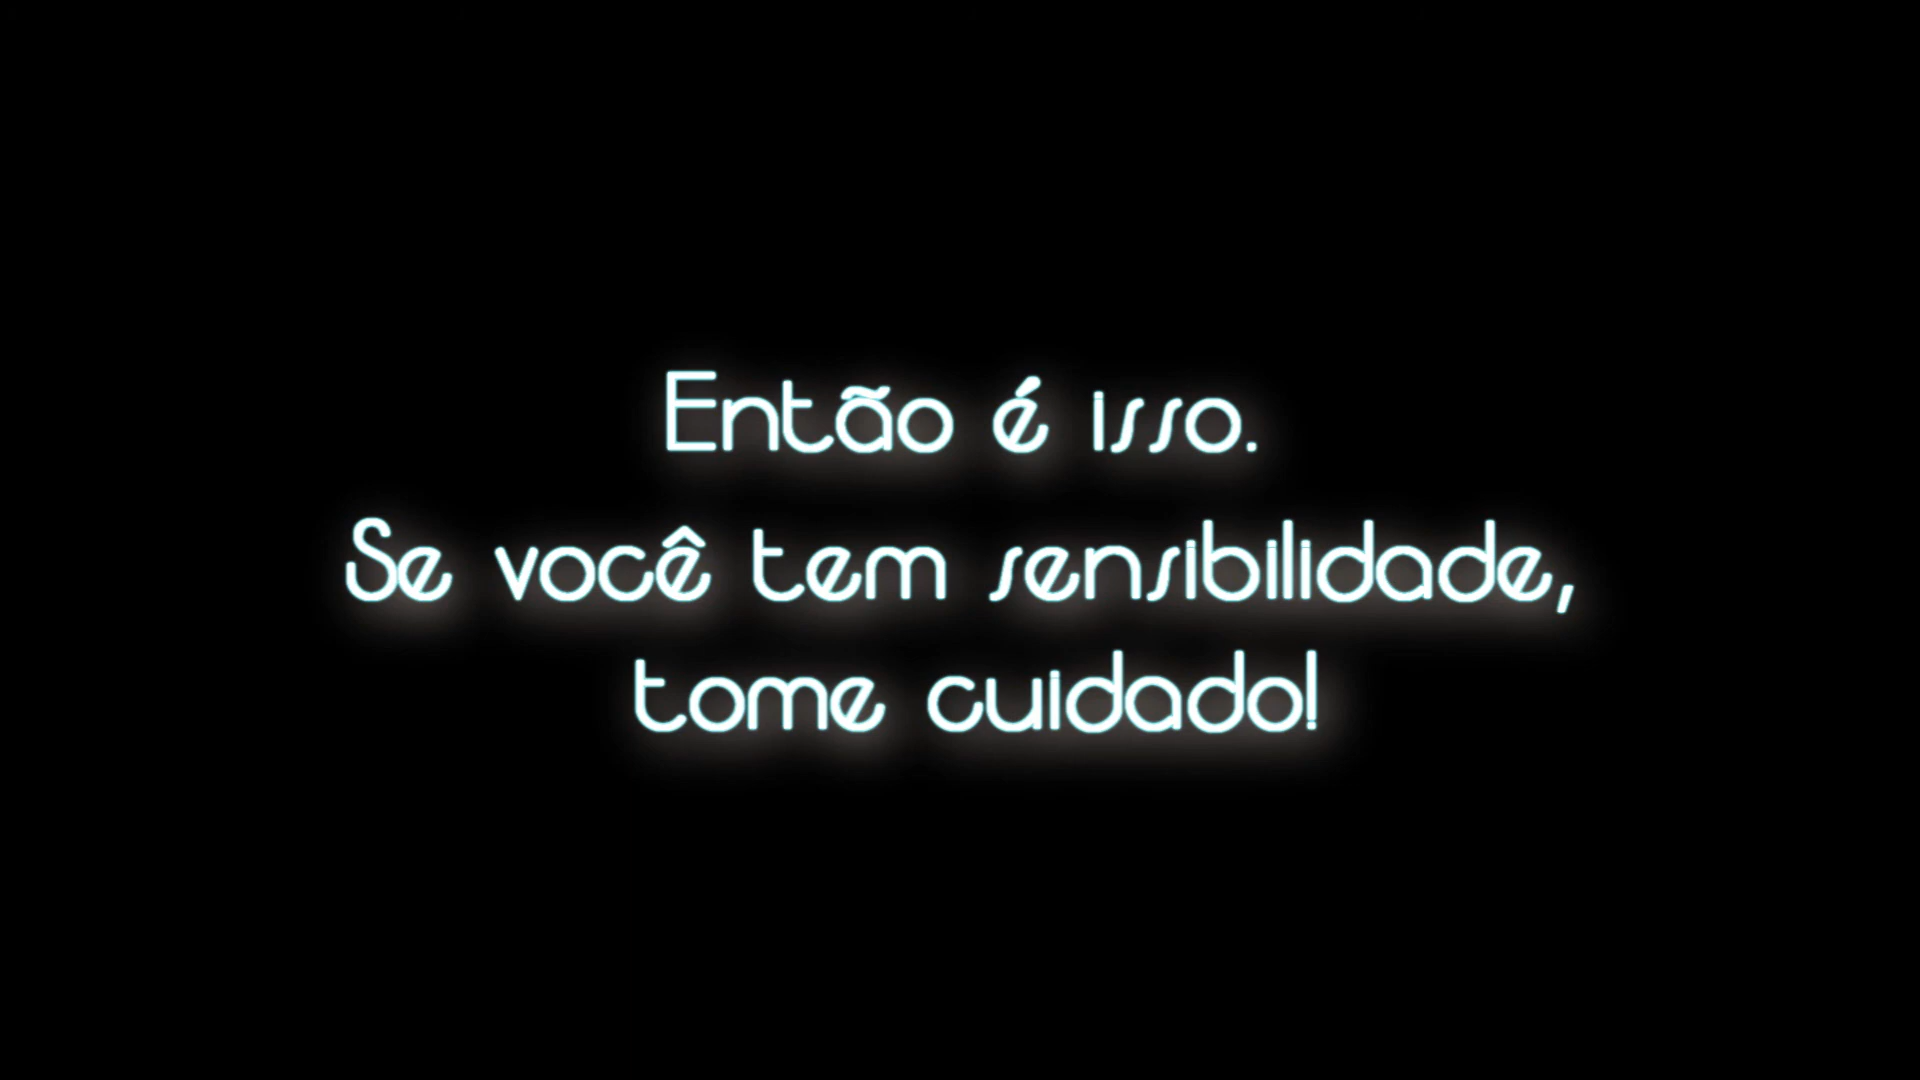 Então é isso.
Se você tem sensibilidade,
tome cuidado!